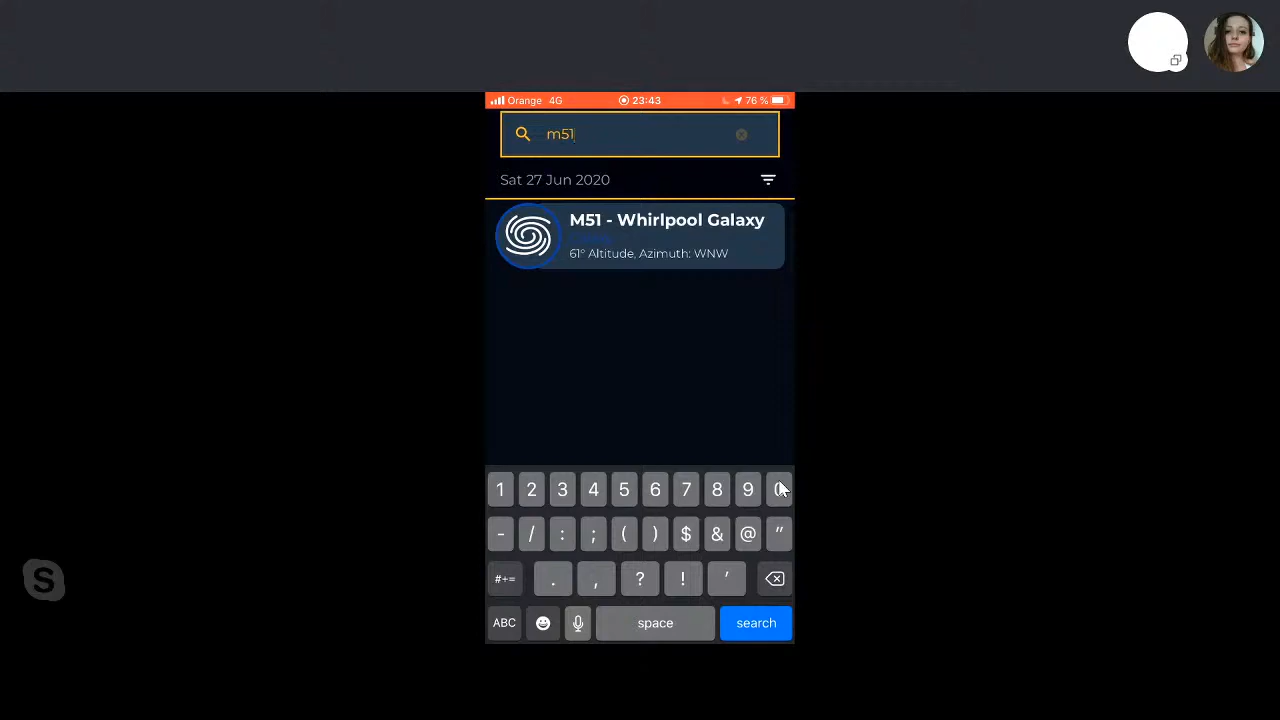 Orange 4G 23:43 76 %
m51
Sat 27 Jun 2020
M51 - Whirlpool Galaxy
61° Altitude, Azimuth: WNW
1 2 3 4 5 6 7 8 9 0
- / : ; ( ) $ & @ "
#+= . , ? ! '
ABC space search
S